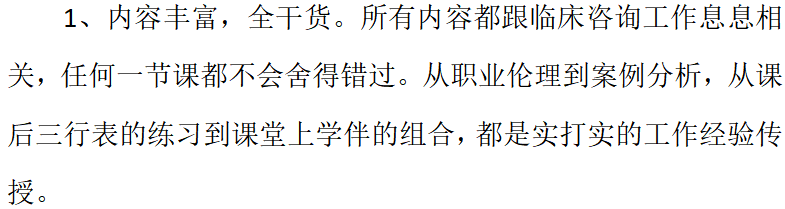 1、内容丰富，全干货。所有内容都跟临床咨询工作息息相
关，任何一节课都不会舍得错过。从职业伦理到案例分析，从课
后三行表的练习到课堂上学伴的组合，都是实打实的工作经验传
授。